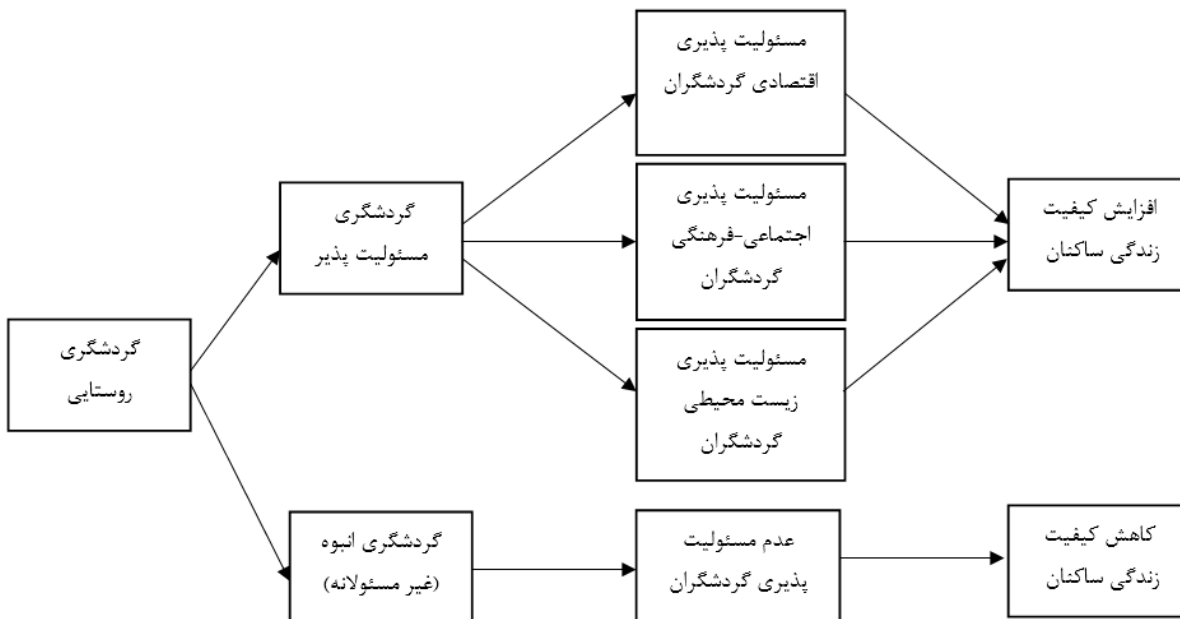 گردشگری
روستایی
گردشگری
مسئولیت پذیر
مسئولیت پذیری
اقتصادی گردشگران
مسئولیت پذیری
اجتماعی-فرهنگی
گردشگران
مسئولیت پذیری
زیست محیطی
گردشگران
افزایش کیفیت
زندگی ساکنان
گردشگری انبوه
(غیر مسئولانه)
عدم مسئولیت
پذیری گردشگران
کاهش کیفیت
زندگی ساکنان